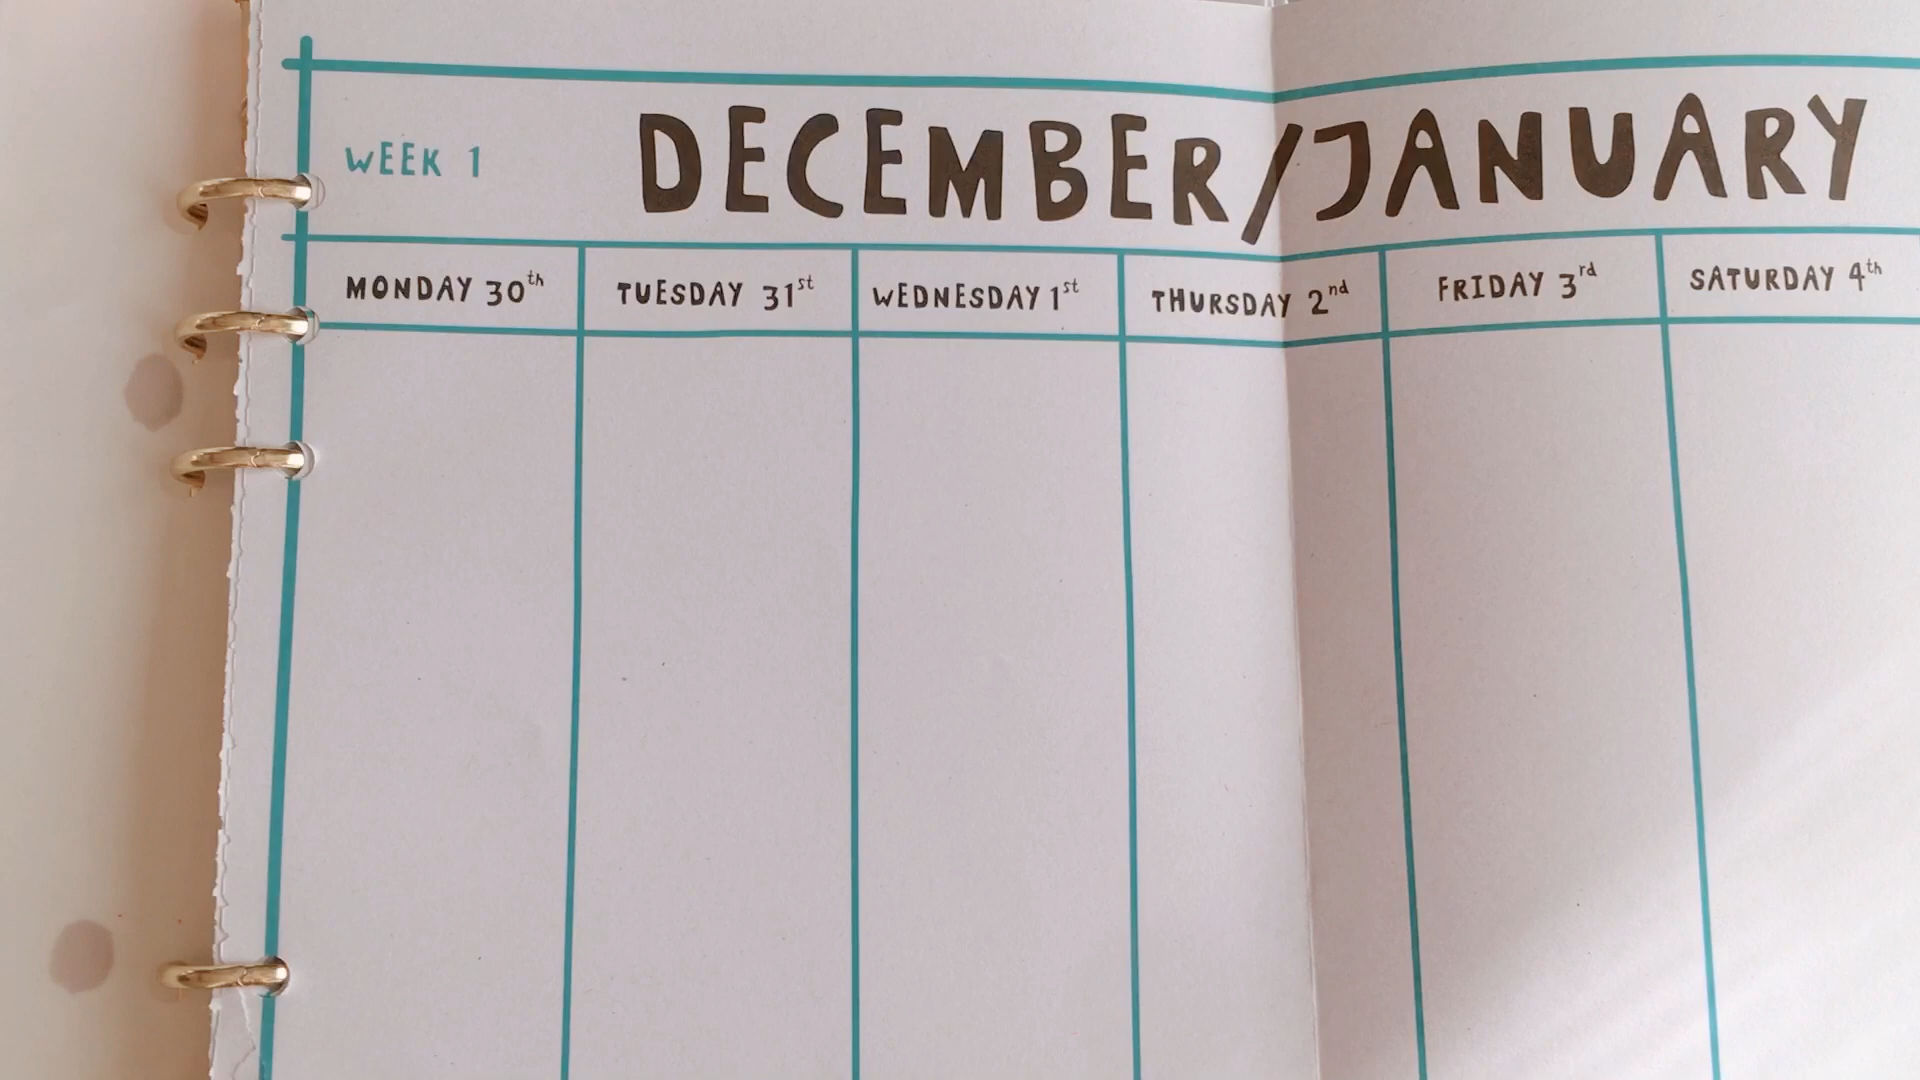 WEEK 1
DECEMBER/JANUARY
MONDAY 30th
TUESDAY 31st
WEDNESDAY 1st
THURSDAY 2nd
FRIDAY 3rd
SATURDAY 4th